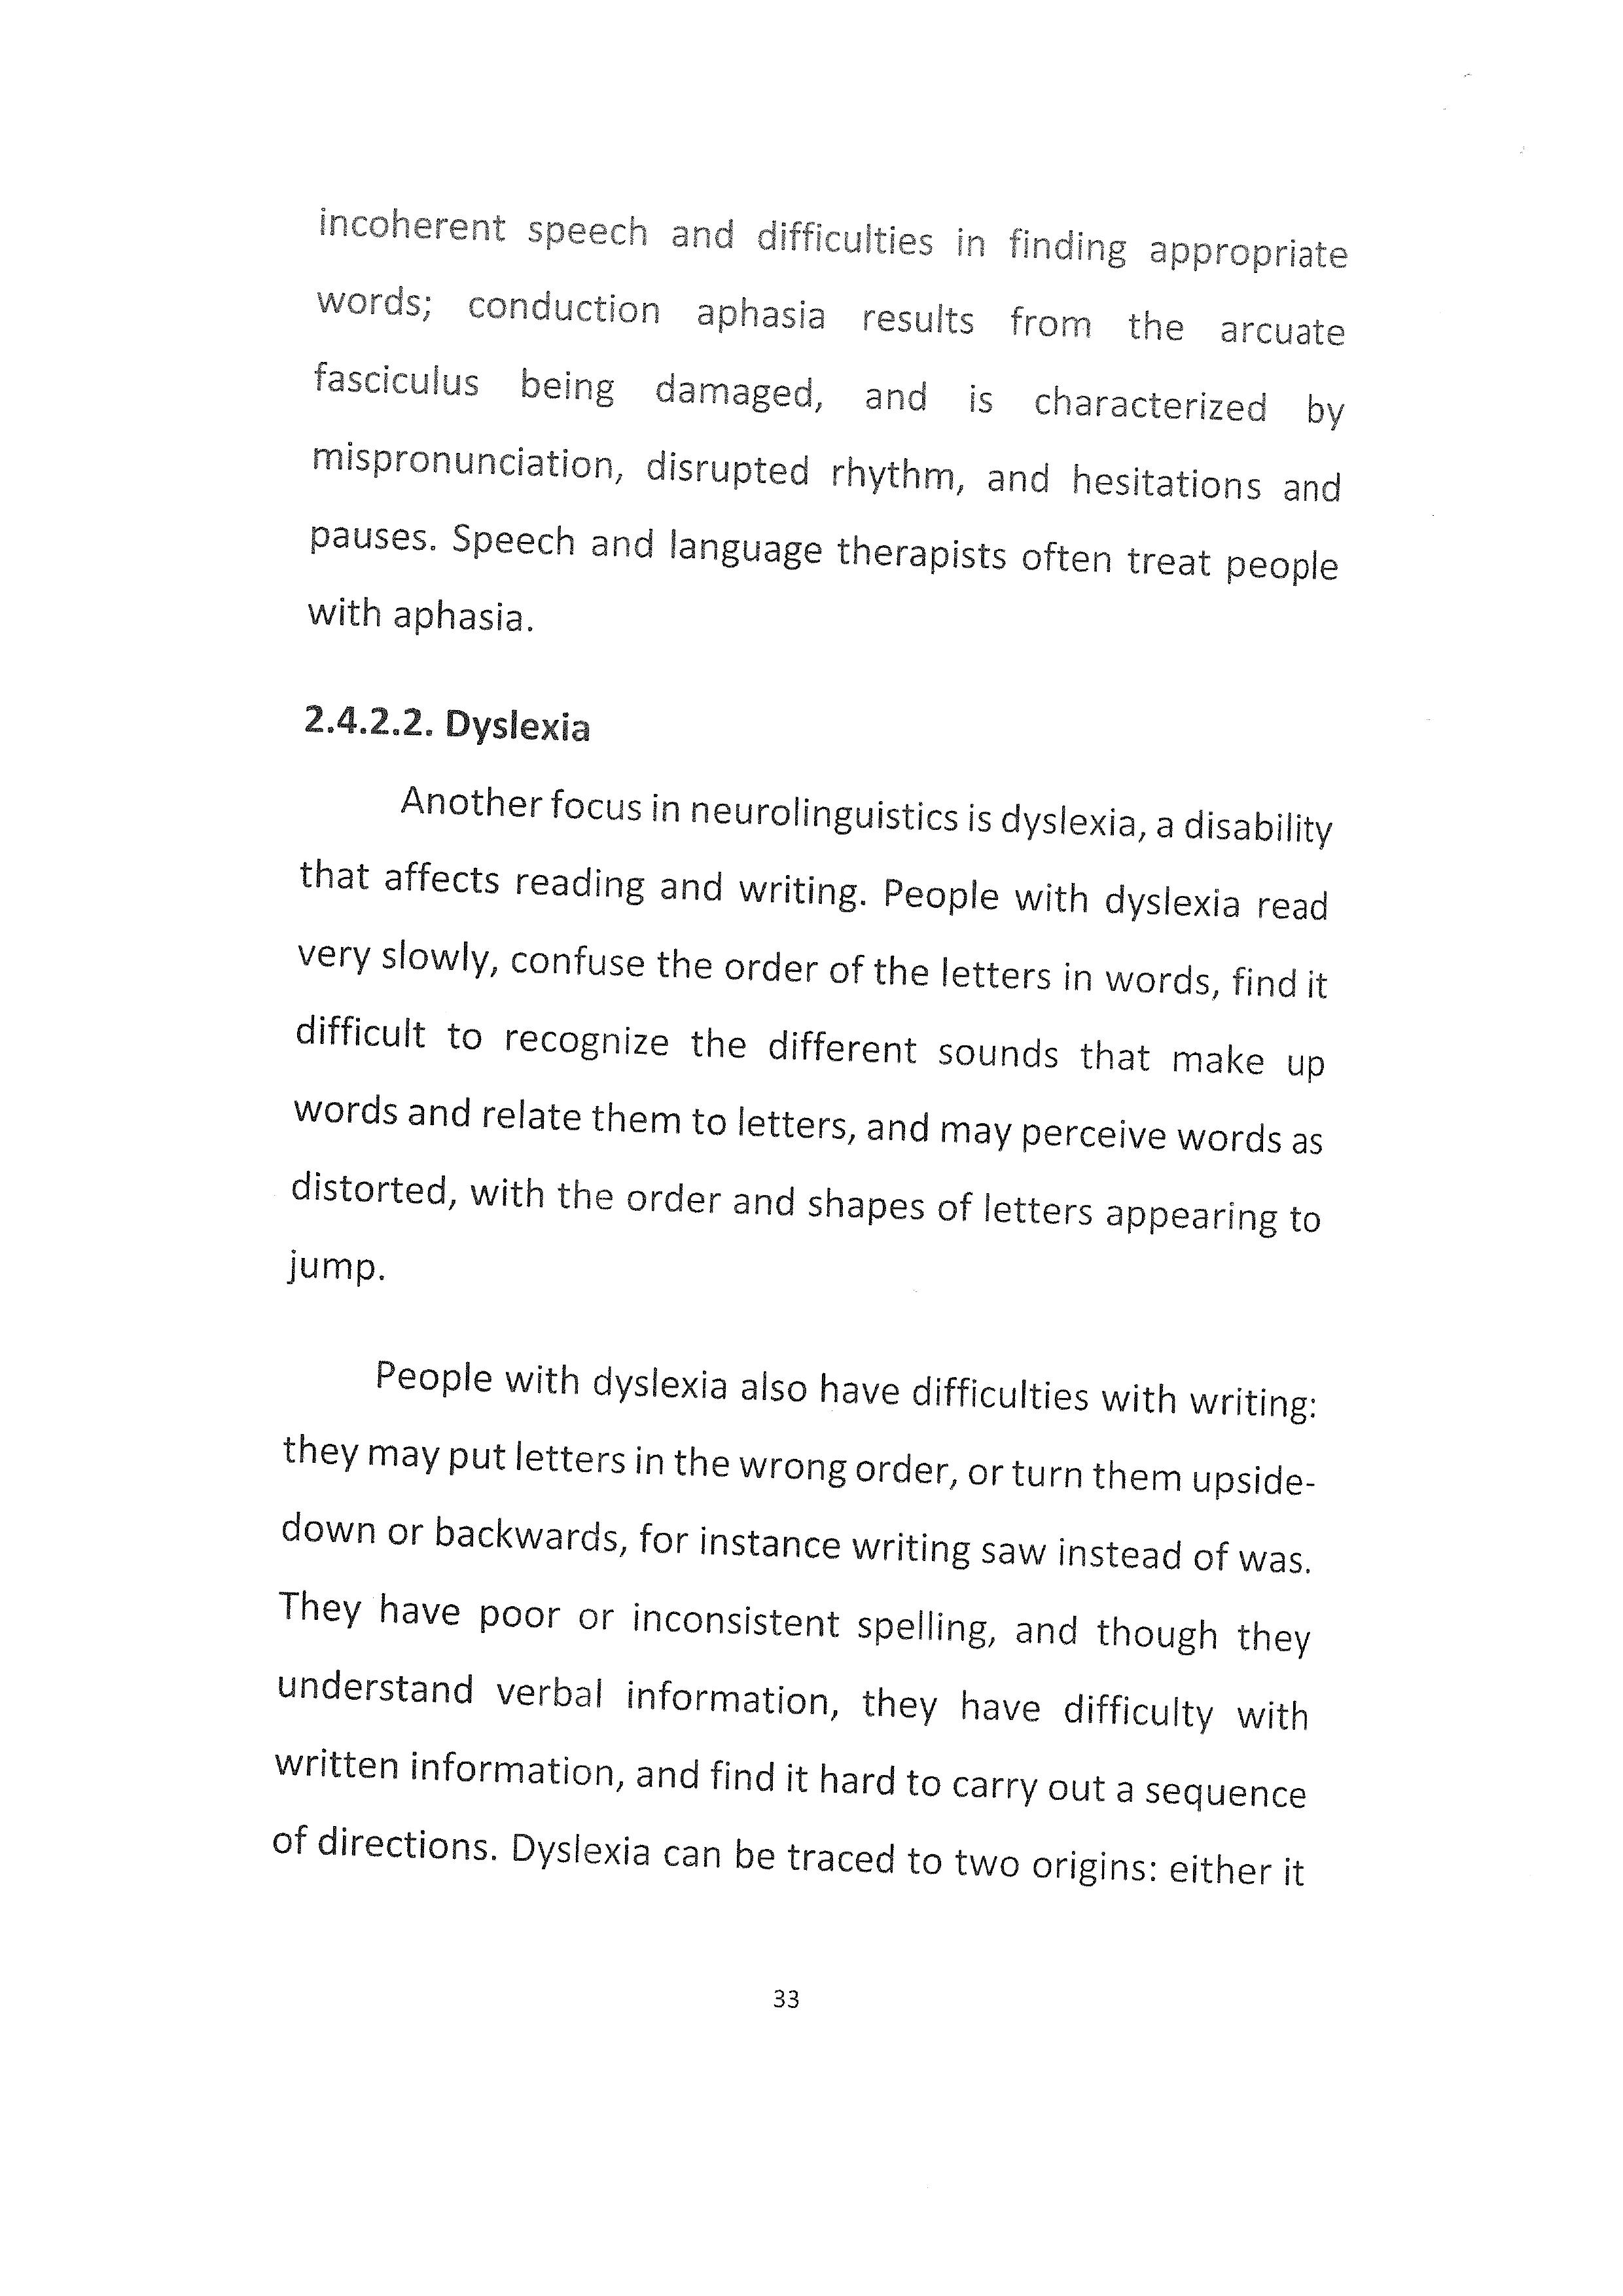 incoherent speech and difficulties in finding appropriate
words; conduction aphasia results from the arcuate
fasciculus being damaged, and is characterized by
mispronunciation, disrupted rhythm, and hesitations and
pauses. Speech and language therapists often treat people
with aphasia.
2.4.2.2. Dyslexia
Another focus in neurolinguistics is dyslexia, a disability
that affects reading and writing. People with dyslexia read
very slowly, confuse the order of the letters in words, find it
difficult to recognize the different sounds that make up
words and relate them to letters, and may perceive words as
distorted, with the order and shapes of letters appearing to
jump.
People with dyslexia also have difficulties with writing:
they may put letters in the wrong order, or turn them upside-
down or backwards, for instance writing saw instead of was.
They have poor or inconsistent spelling, and though they
understand verbal information, they have difficulty with
written information, and find it hard to carry out a sequence
of directions. Dyslexia can be traced to two origins: either it
33